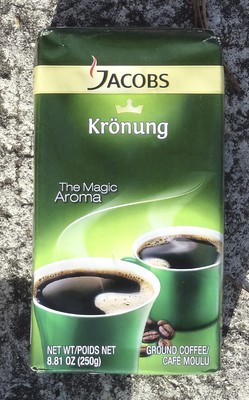 JACOBS
Krönung
The Magic
Aroma
NET WT/POIDS NET
8.81 OZ (250g)
GROUND COFFEE/
CAFÉ MOULU